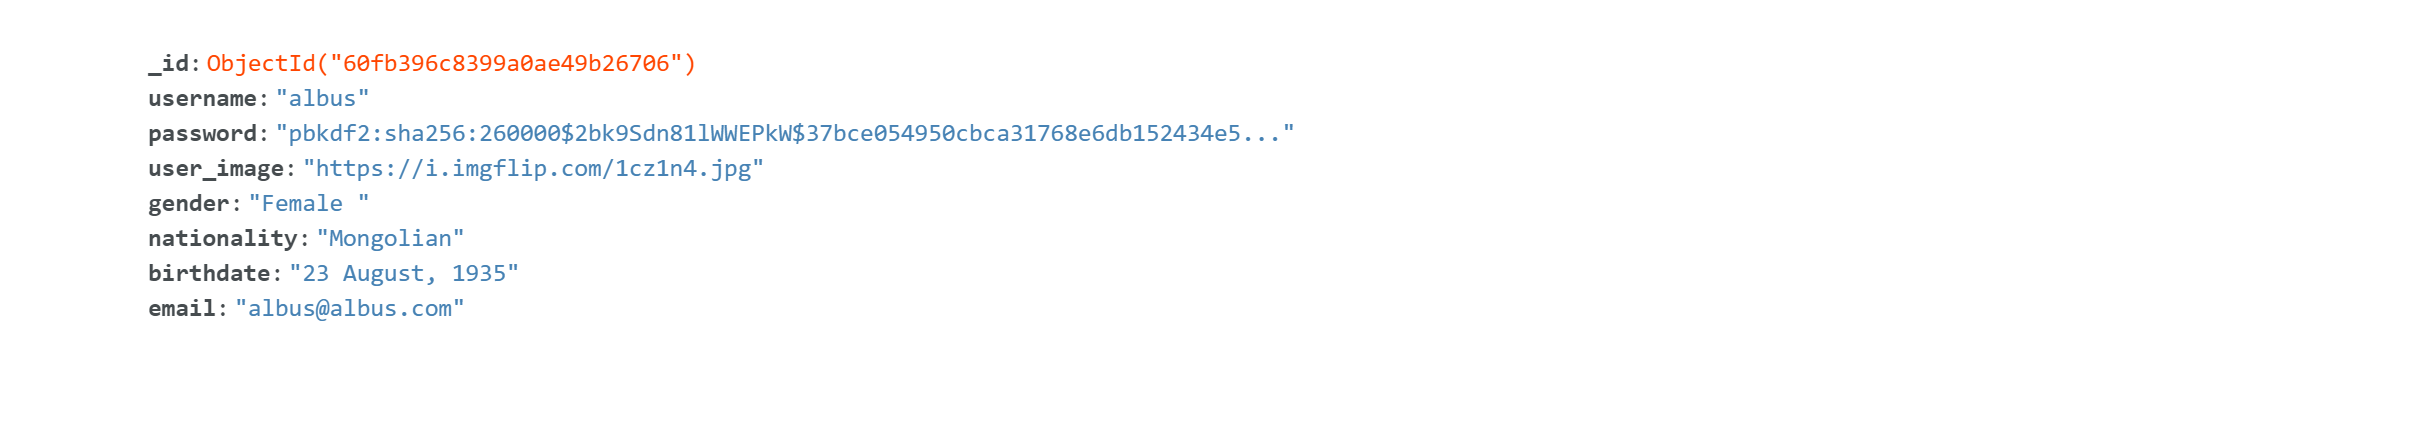 _id: ObjectId("60fb396c8399a0ae49b26706")
username: "albus"
password: "pbkdf2:sha256:260000$2bk9Sdn81lWWEPkW$37bce054950cbca31768e6db152434e5..."
user_image: "https://i.imgflip.com/1cz1n4.jpg"
gender: "Female "
nationality: "Mongolian"
birthdate: "23 August, 1935"
email: "albus@albus.com"